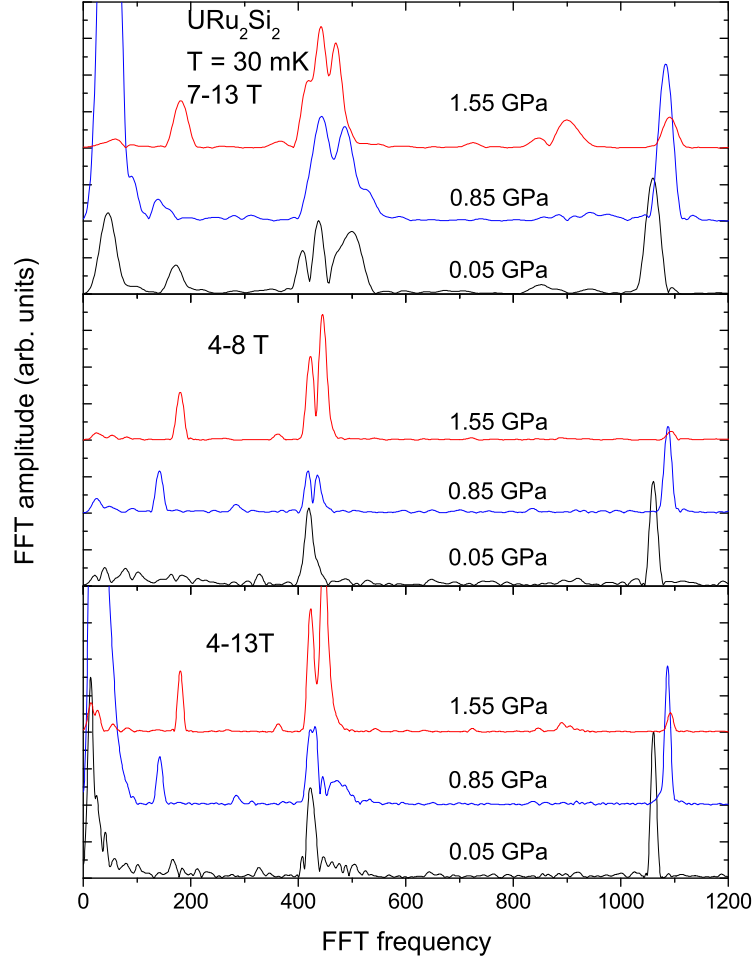 URu₂Si₂
T = 30 mK
7-13 T
1.55 GPa
0.85 GPa
0.05 GPa
4-8 T
1.55 GPa
0.85 GPa
0.05 GPa
4-13T
1.55 GPa
0.85 GPa
0.05 GPa
FFT amplitude (arb. units)
0 200 400 600 800 1000 1200
FFT frequency